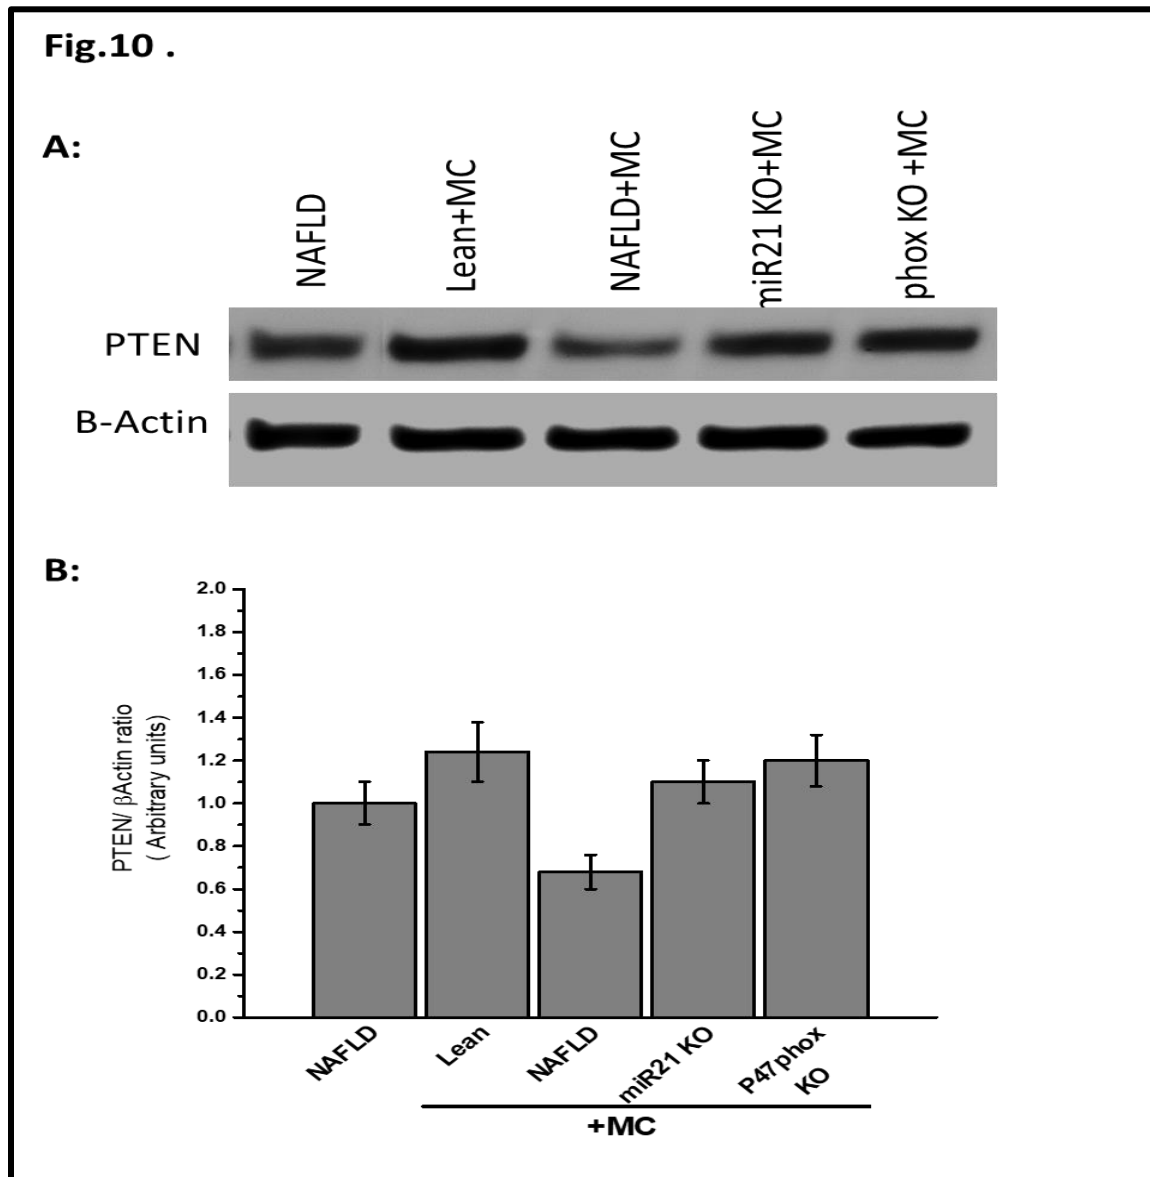 Fig.10 .
A:
NAFLD
Lean+MC
NAFLD+MC
miR21 KO+MC
phox KO +MC
PTEN
B-Actin
B:
2.0
1.8
1.6
1.4
1.2
1.0
0.8
0.6
0.4
0.2
0.0
PTEN/ βActin ratio
( Arbitrary units)
NAFLD
Lean
NAFLD
miR21 KO
P47phox
KO
+MC